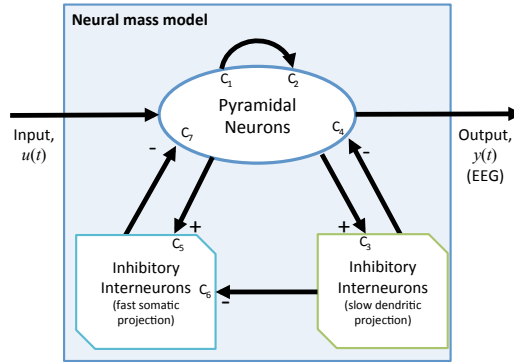 Neural mass model
C1
C2
Pyramidal
Neurons
C7
C4
Input,
u(t)
Output,
y(t)
(EEG)
-
-
+
+
C5
C3
Inhibitory
Interneurons
(fast somatic
projection)
C6
-
Inhibitory
Interneurons
(slow dendritic
projection)